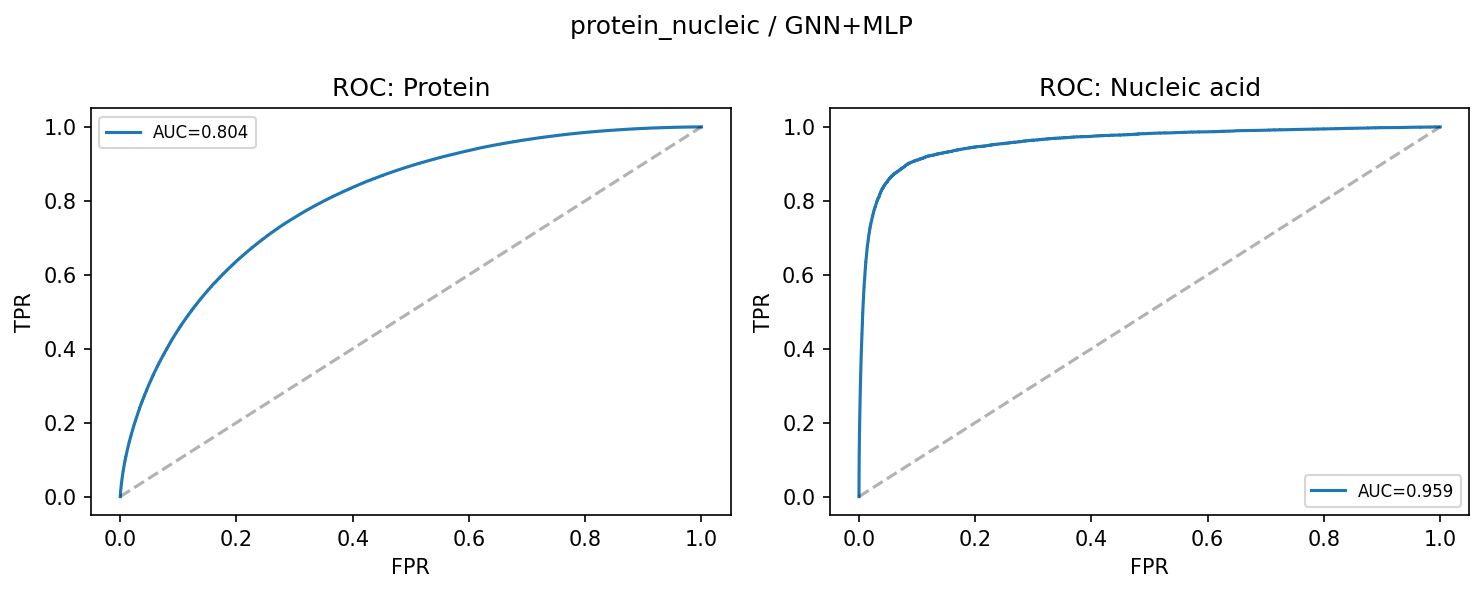 protein_nucleic / GNN+MLP
ROC: Protein
AUC=0.804
TPR
1.0
0.8
0.6
0.4
0.2
0.0
0.0 0.2 0.4 0.6 0.8 1.0
FPR
ROC: Nucleic acid
TPR
1.0
0.8
0.6
0.4
0.2
0.0
AUC=0.959
0.0 0.2 0.4 0.6 0.8 1.0
FPR